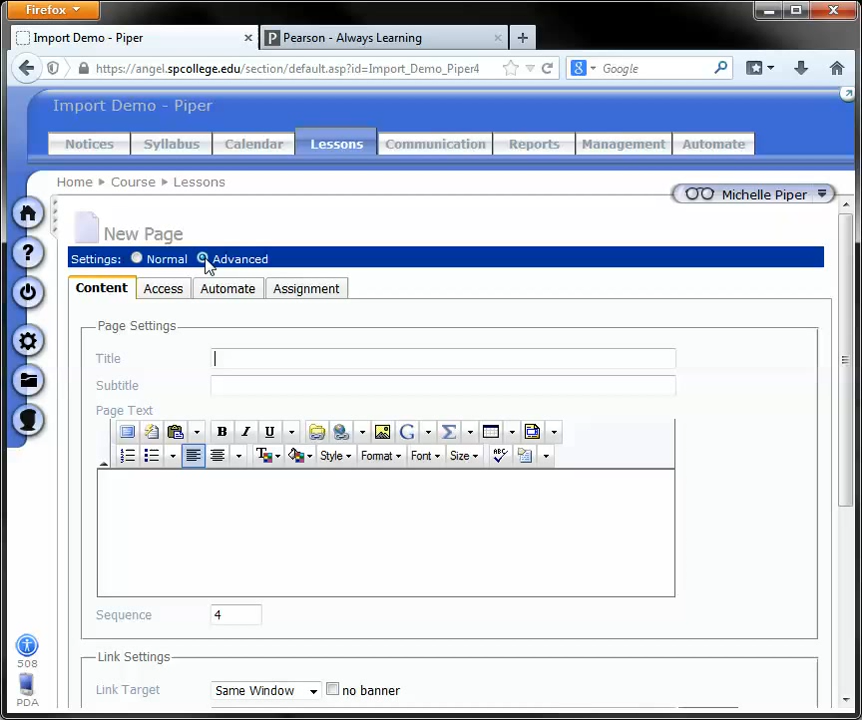 Firefox
Import Demo - Piper
Pearson - Always Learning
https://angel.spcollege.edu/section/default.asp?id=Import_Demo_Piper4
Google
Import Demo - Piper
Notices Syllabus Calendar Lessons Communication Reports Management Automate
Home Course Lessons
Michelle Piper
New Page
Settings: Normal Advanced
Content Access Automate Assignment
Page Settings
Title
Subtitle
Page Text
B I U
Style Format Font Size ABC
Sequence 4
Link Settings
Link Target Same Window no banner
508
PDA